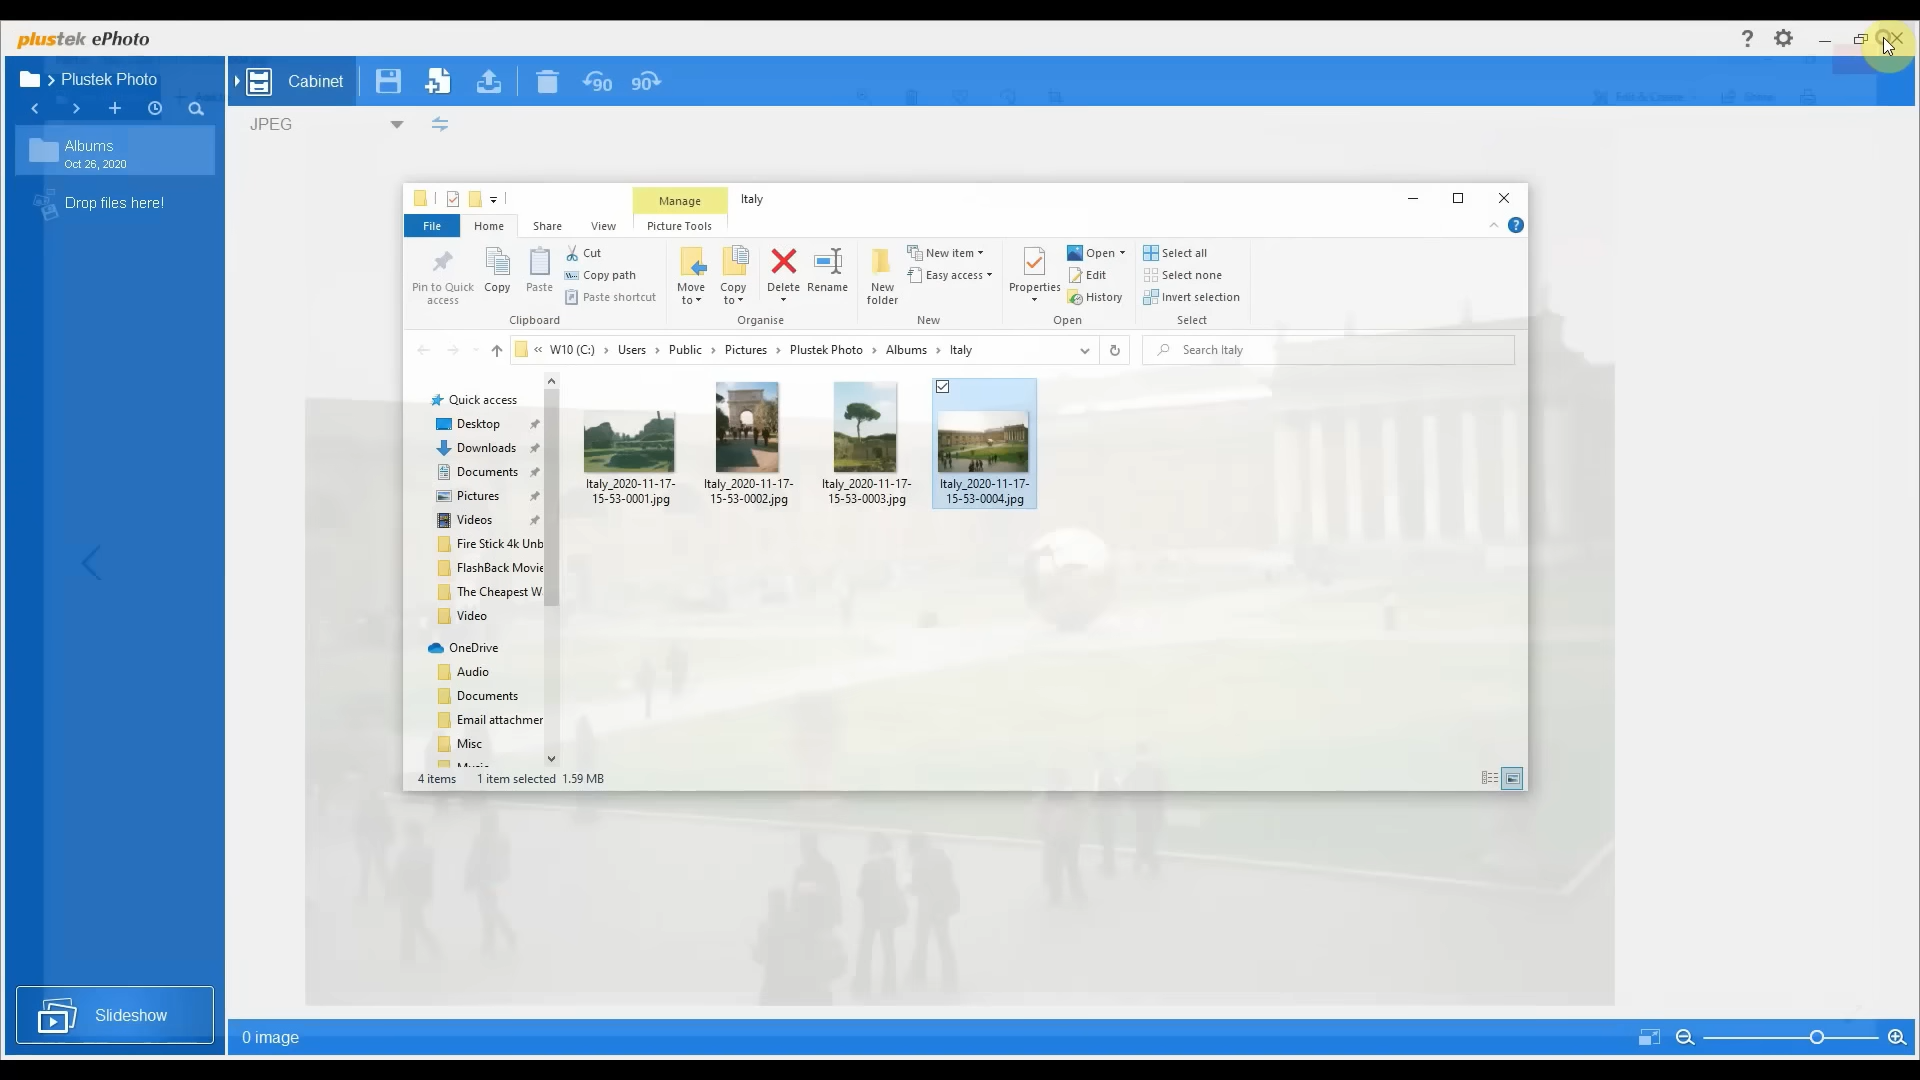 plustek ePhoto
?
> Plustek Photo
Cabinet
90
90
JPEG
Albums
Oct 26, 2020
Drop files here!
Manage
Italy
File
Home
Share
View
Picture Tools
Pin to Quick access
Copy
Paste
Cut
Copy path
Paste shortcut
Clipboard
Move to
Copy to
Delete
Rename
Organise
New folder
New item
Easy access
New
Properties
Open
Edit
History
Open
Select all
Select none
Invert selection
Select
« W10 (C:) › Users › Public › Pictures › Plustek Photo › Albums › Italy
Search Italy
Quick access
Desktop
Downloads
Documents
Pictures
Videos
Fire Stick 4k Unb
FlashBack Movie
The Cheapest W
Video
OneDrive
Audio
Documents
Email attachmer
Misc
Italy_2020-11-17-
15-53-0001.jpg
Italy_2020-11-17-
15-53-0002.jpg
Italy_2020-11-17-
15-53-0003.jpg
Italy_2020-11-17-
15-53-0004.jpg
4 items 1 item selected 1.59 MB
Slideshow
0 image